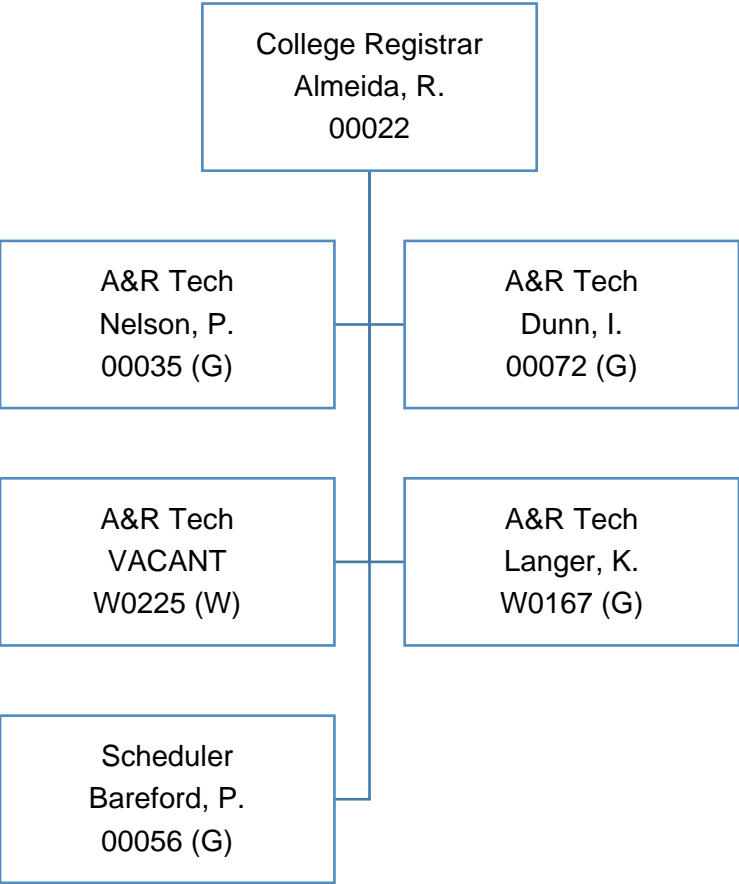 College Registrar
Almeida, R.
00022
A&R Tech
Nelson, P.
00035 (G)
A&R Tech
Dunn, I.
00072 (G)
A&R Tech
VACANT
W0225 (W)
A&R Tech
Langer, K.
W0167 (G)
Scheduler
Bareford, P.
00056 (G)